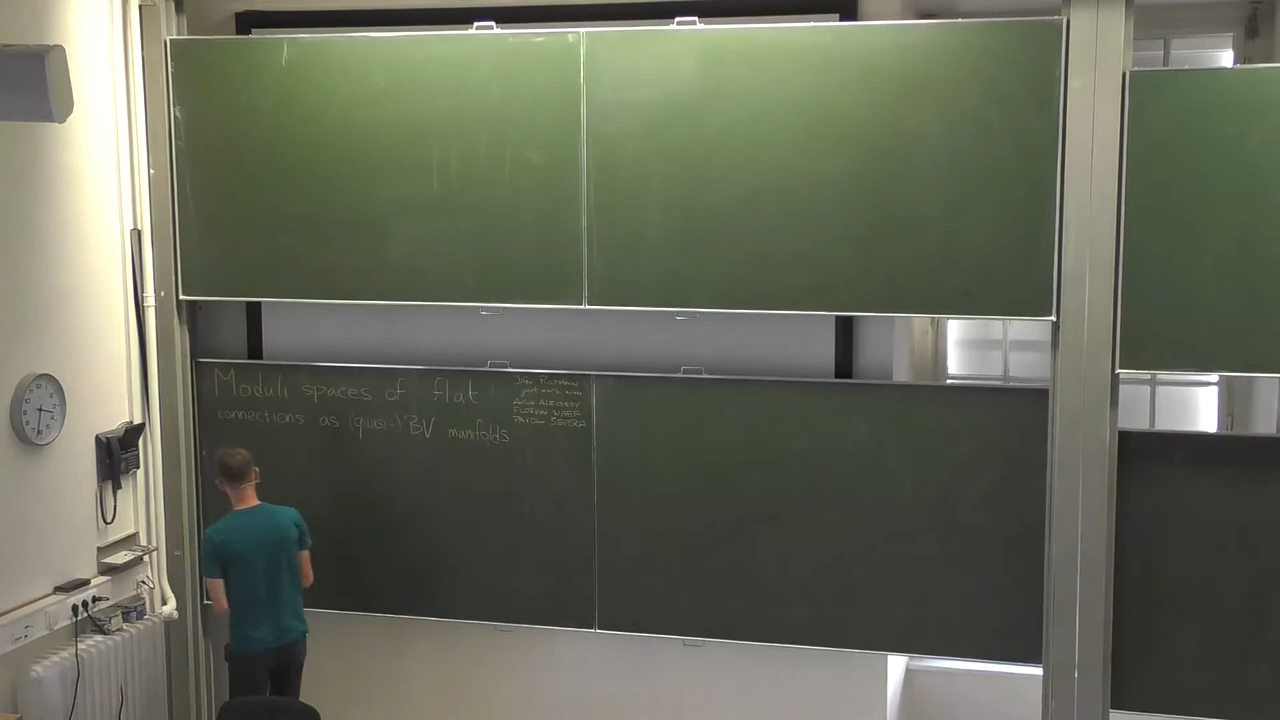 Moduli spaces of flat
connections as (quasi-)BV manifolds
JÁN PULMANN
joint work with
ANTON ALEKSEEV
FLORIAN NAEF
PAVOL ŠEVERA